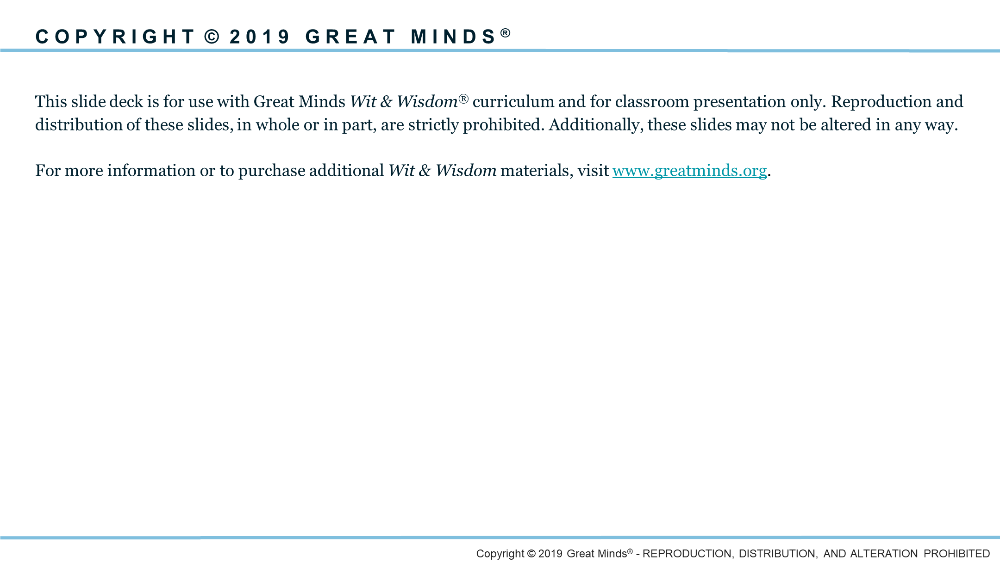 COPYRIGHT © 2019 GREAT MINDS®
This slide deck is for use with Great Minds Wit & Wisdom® curriculum and for classroom presentation only. Reproduction and
distribution of these slides, in whole or in part, are strictly prohibited. Additionally, these slides may not be altered in any way.
For more information or to purchase additional Wit & Wisdom materials, visit www.greatminds.org.
Copyright © 2019 Great Minds® - REPRODUCTION, DISTRIBUTION, AND ALTERATION PROHIBITED